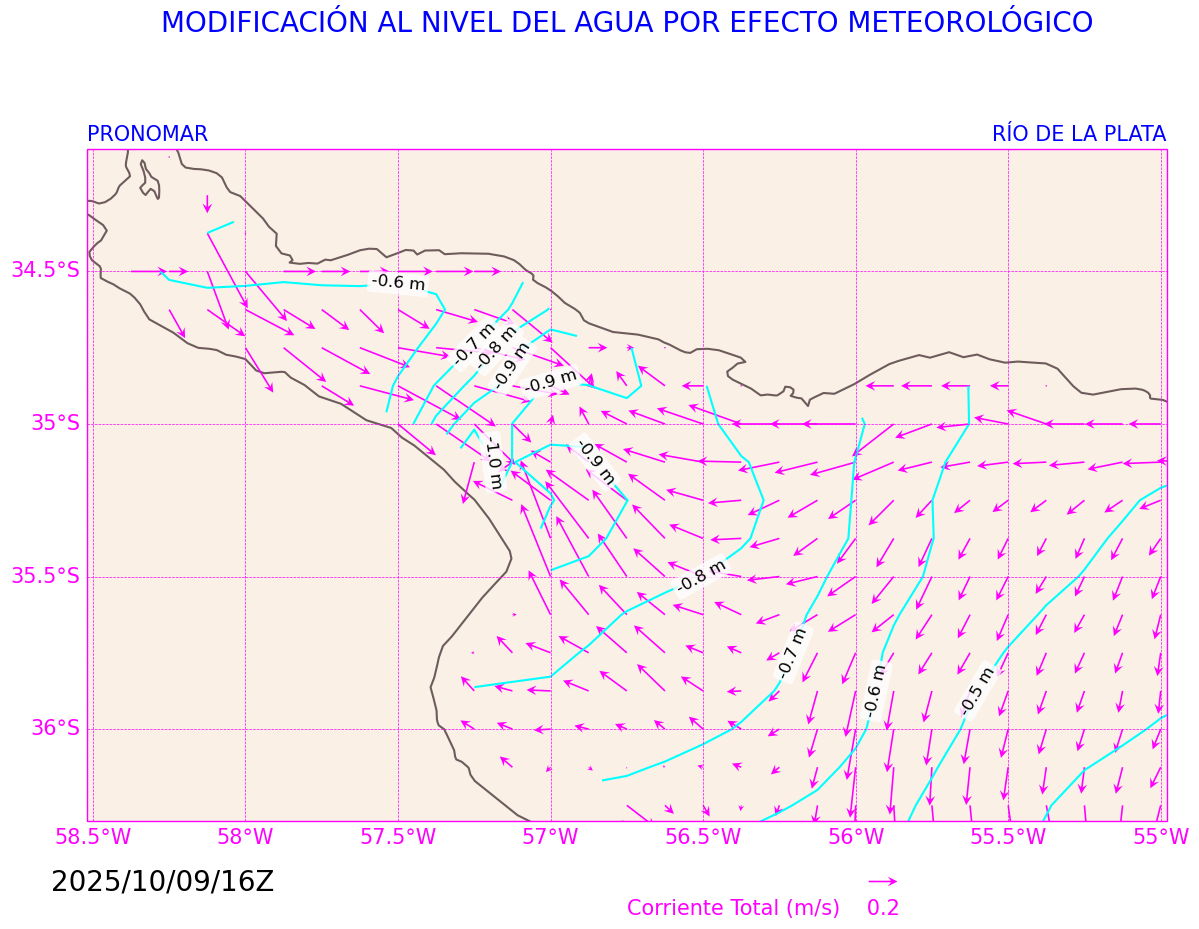 MODIFICACIÓN AL NIVEL DEL AGUA POR EFECTO METEOROLÓGICO
PRONOMAR
RÍO DE LA PLATA
34.5°S
35°S
35.5°S
36°S
-0.6 m
-0.7 m
-0.8 m
-0.9 m
-0.9 m
-1.0 m
-0.9 m
-0.8 m
-0.7 m
-0.6 m
-0.5 m
58.5°W
58°W
57.5°W
57°W
56.5°W
56°W
55.5°W
55°W
2025/10/09/16Z
Corriente Total (m/s)
0.2